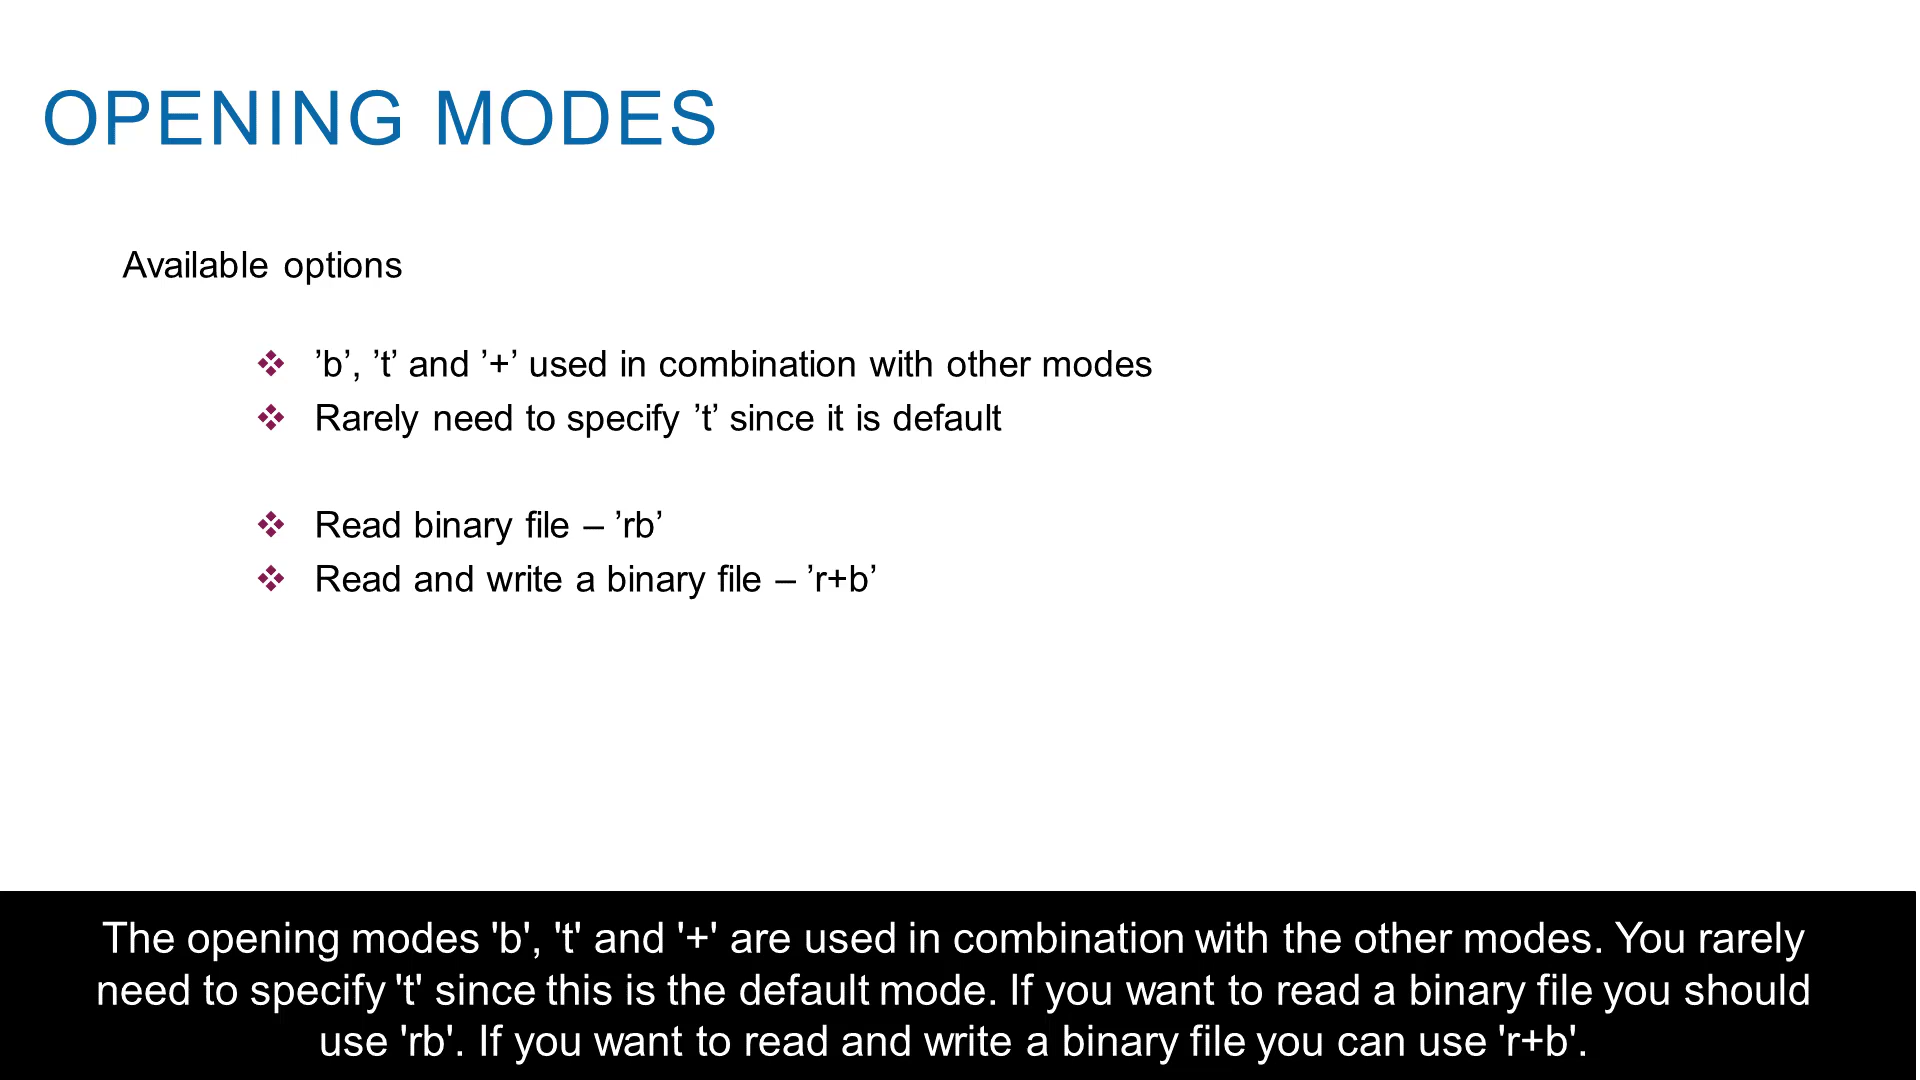 OPENING MODES
Available options
❖ ’b’, ’t’ and ’+’ used in combination with other modes
❖ Rarely need to specify ’t’ since it is default
❖ Read binary file – ’rb’
❖ Read and write a binary file – ’r+b’
The opening modes 'b', 't' and '+' are used in combination with the other modes. You rarely
need to specify 't' since this is the default mode. If you want to read a binary file you should
use 'rb'. If you want to read and write a binary file you can use 'r+b'.